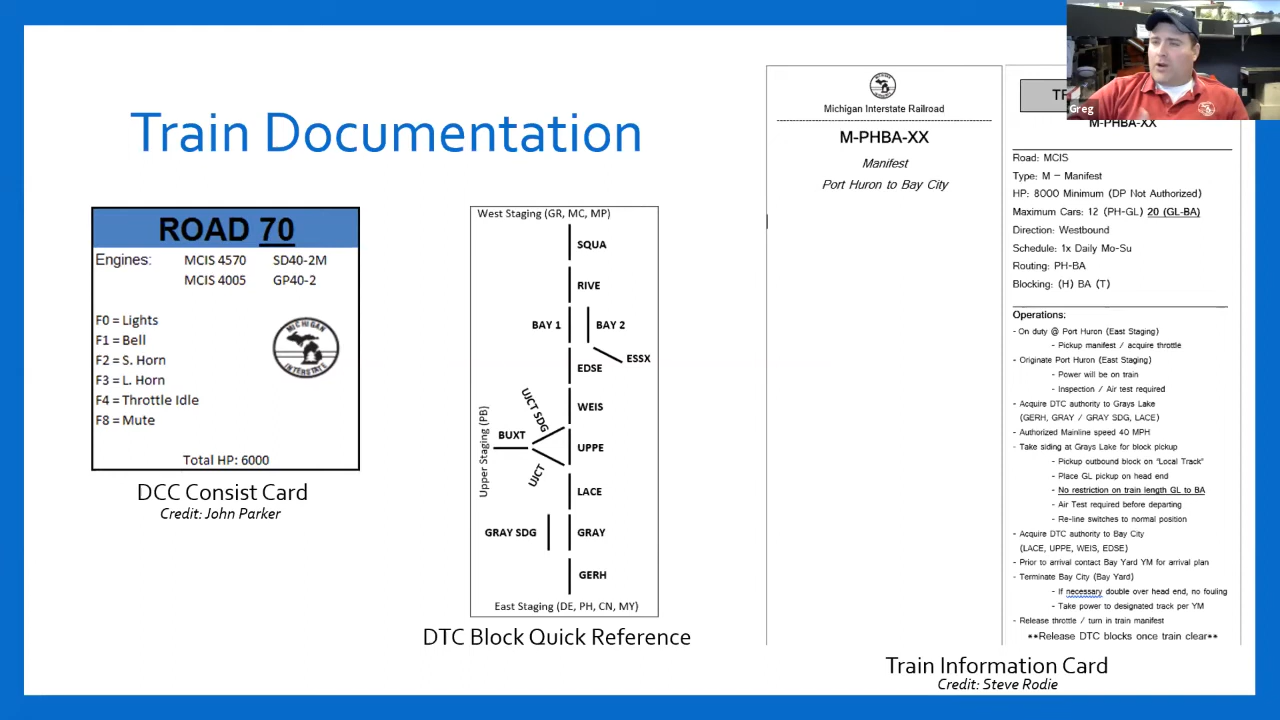 Train Documentation
ROAD 70
Engines: MCIS 4570 SD40-2M
MCIS 4005 GP40-2
F0 = Lights
F1 = Bell
F2 = S. Horn
F3 = L. Horn
F4 = Throttle Idle
F8 = Mute
MICHIGAN
INTERSTATE
Total HP: 6000
DCC Consist Card
Credit: John Parker
West Staging (GR, MC, MP)
SQUA
RIVE
BAY 1
BAY 2
ESSX
EDSE
WEIS
UJCT SDG
BUXT
UPPE
UJCT
Upper Staging (PB)
LACE
GRAY SDG
GRAY
GERH
East Staging (DE, PH, CN, MY)
DTC Block Quick Reference
Michigan Interstate Railroad
M-PHBA-XX
Manifest
Port Huron to Bay City
Greg
M-PHBA-XX
Road: MCIS
Type: M – Manifest
HP: 6000 Minimum (DP Not Authorized)
Maximum Cars: 12 (PH-GL) 20 (GL-BA)
Direction: Westbound
Schedule: 1x Daily Mo-Su
Routing: PH-BA
Blocking: (H) BA (T)
Operations:
- On duty @ Port Huron (East Staging)
- Pickup manifest / acquire throttle
- Originate Port Huron (East Staging)
- Power will be on train
- Inspection / Air test required
- Acquire DTC authority to Grays Lake
(GERH, GRAY / GRAY SDG, LACE)
- Authorized Mainline speed 40 MPH
- Take siding at Grays Lake for block pickup
- Pickup outbound block on "Local Track"
- Place GL pickup on head end
- No restriction on train length GL to BA
- Air Test required before departing
- Re-line switches to normal position
- Acquire DTC authority to Bay City
(LACE, UPPE, WEIS, EDSE)
- Prior to arrival contact Bay Yard YM for arrival plan
- Terminate Bay City (Bay Yard)
- If necessary double over head end, no fouling
- Take power to designated track per YM
- Release throttle / turn in train manifest
**Release DTC blocks once train clear**
Train Information Card
Credit: Steve Rodie